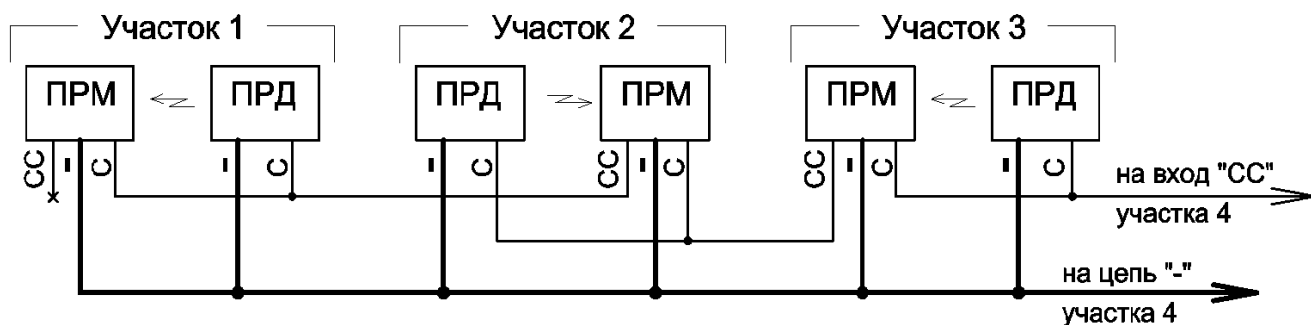 Участок 1 Участок 2 Участок 3
ПРМ ПРД ПРД ПРМ ПРМ ПРД
СС - С - С - С СС - С СС - С - С
на вход "СС"
участка 4
на цепь "-"
участка 4